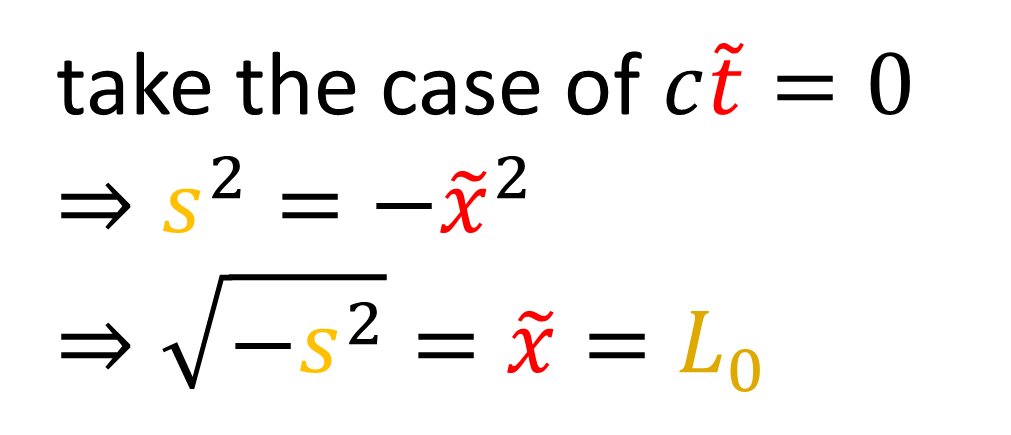 take the case of 𝑐𝑡̃ = 0
⇒ 𝑠² = −𝑥̃²
⇒ √(−𝑠²) = 𝑥̃ = 𝐿₀